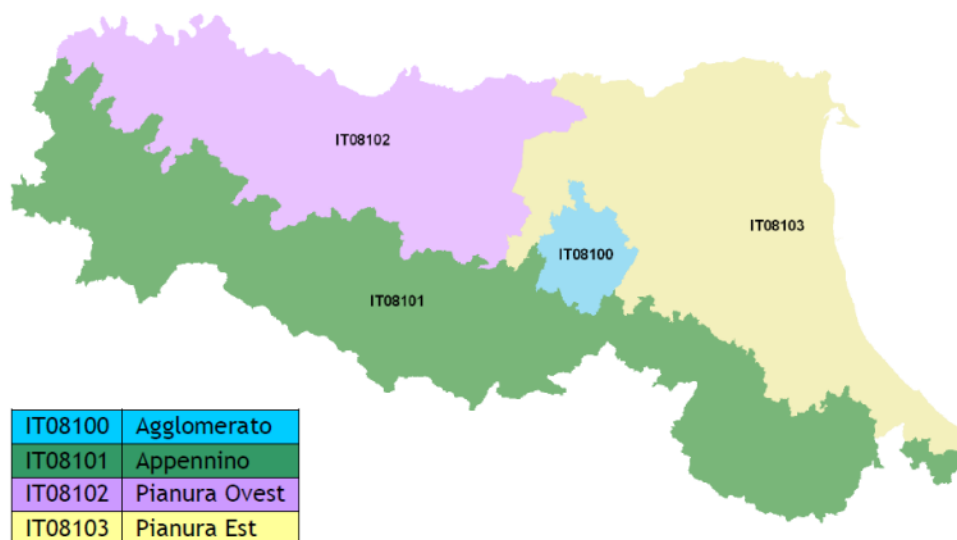 IT08102
IT08103
IT08100
IT08101
IT08100 Agglomerato
IT08101 Appennino
IT08102 Pianura Ovest
IT08103 Pianura Est